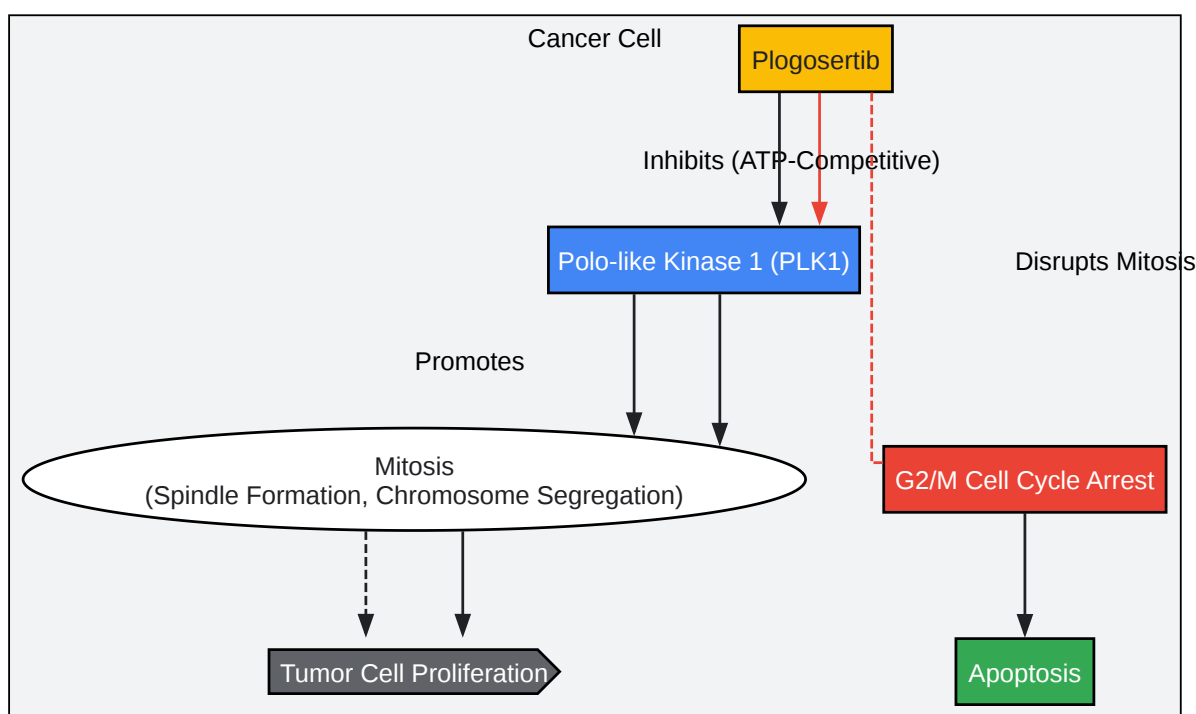 Cancer Cell
Plogosertib
Inhibits (ATP-Competitive)
Polo-like Kinase 1 (PLK1)
Disrupts Mitosis
Promotes
Mitosis
(Spindle Formation, Chromosome Segregation)
G2/M Cell Cycle Arrest
Tumor Cell Proliferation
Apoptosis